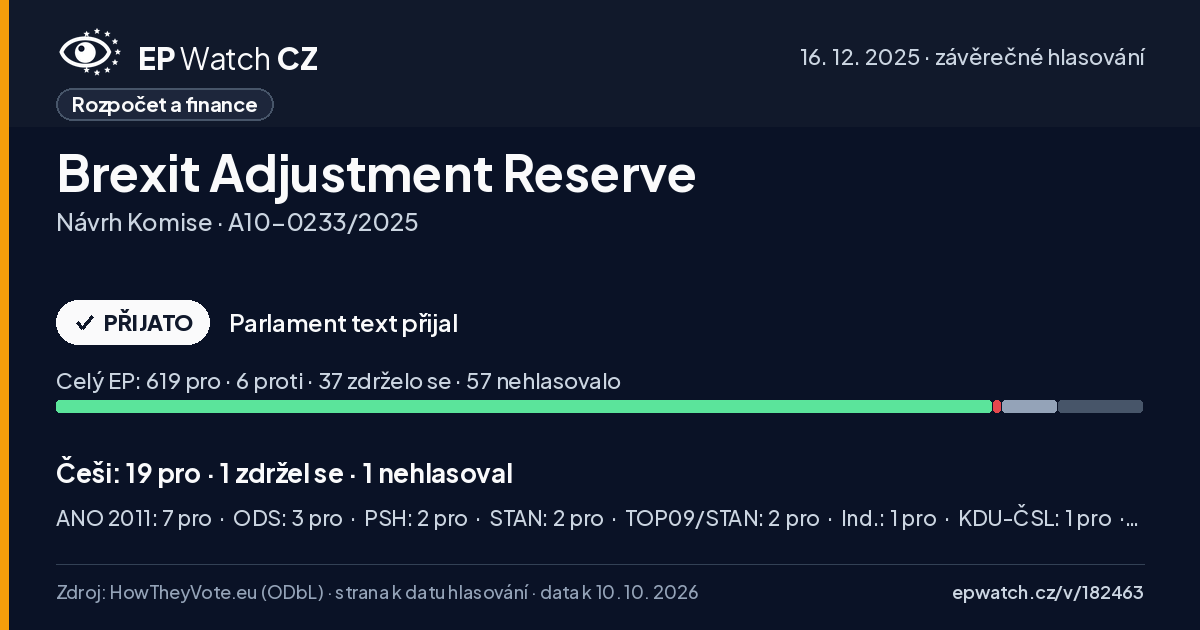 EP Watch CZ
16. 12. 2025 · závěrečné hlasování
Rozpočet a finance
Brexit Adjustment Reserve
Návrh Komise · A10–0233/2025
✓ PŘIJATO
Parlament text přijal
Celý EP: 619 pro · 6 proti · 37 zdrželo se · 57 nehlasovalo
Češi: 19 pro · 1 zdržel se · 1 nehlasoval
ANO 2011: 7 pro · ODS: 3 pro · PSH: 2 pro · STAN: 2 pro · TOP09/STAN: 2 pro · Ind.: 1 pro · KDU-ČSL: 1 pro ·…
Zdroj: HowTheyVote.eu (ODbL) · strana k datu hlasování · data k 10. 10. 2026
epwatch.cz/v/182463